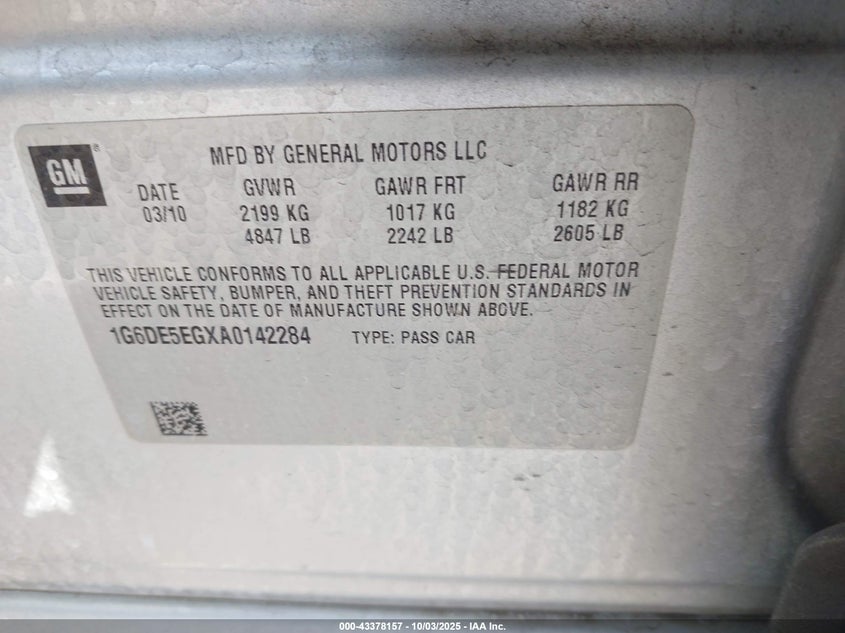 GM®
MFD BY GENERAL MOTORS LLC
DATE GVWR GAWR FRT GAWR RR
03/10 2199 KG 1017 KG 1182 KG
4847 LB 2242 LB 2605 LB
THIS VEHICLE CONFORMS TO ALL APPLICABLE U.S. FEDERAL MOTOR
VEHICLE SAFETY, BUMPER, AND THEFT PREVENTION STANDARDS IN
EFFECT ON THE DATE OF MANUFACTURE SHOWN ABOVE.
1G6DE5EGXA0142284 TYPE: PASS CAR
000-43378157 - 10/03/2025 - IAA Inc.